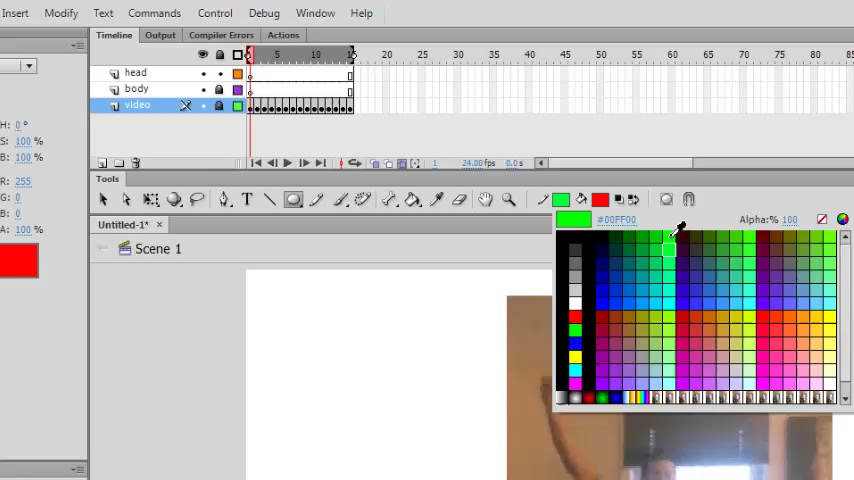 Insert Modify Text Commands Control Debug Window Help
Timeline Output Compiler Errors Actions
5 10 15 20 25 30 35 40 45 50 55 60 65 70 75 80 85
head
body
video
H: 0 °
S: 100 %
B: 100 %
1 24.00 fps 0.0 s
Tools
R: 255
G: 0
B: 0
A: 100 %
#00FF00 Alpha:% 100
Untitled-1*
Scene 1